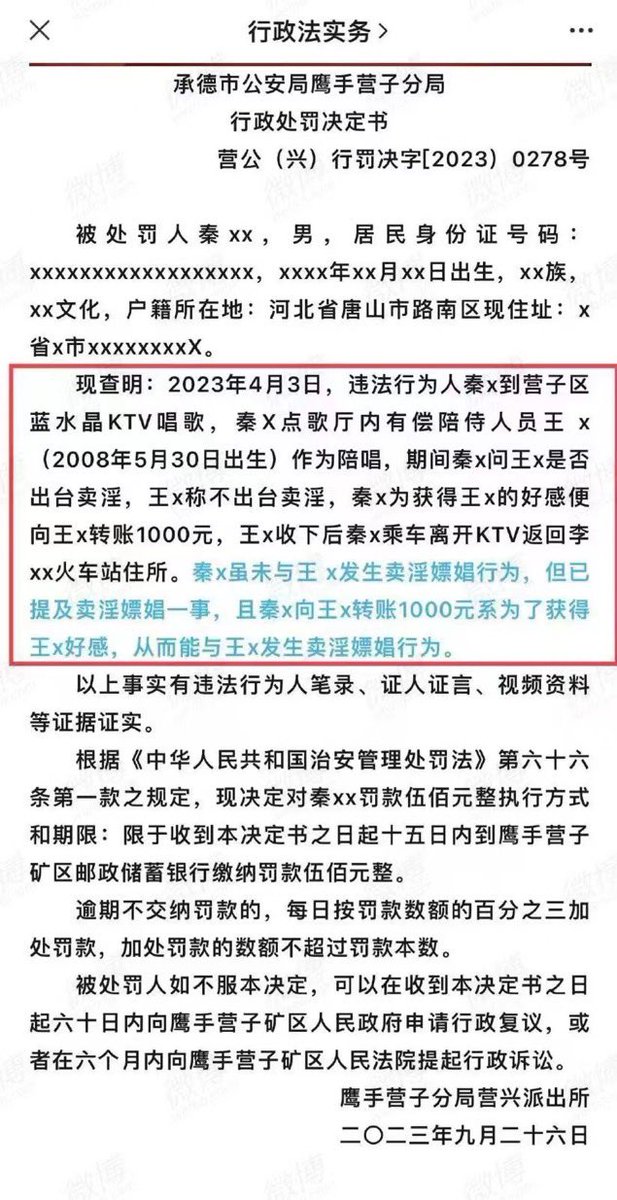 行政法实务
承德市公安局鹰手营子分局
行政处罚决定书
营公（兴）行罚决字[2023）0278号
被处罚人秦xx，男，居民身份证号码：
xxxxxxxxxxxxxxxxxx，xxxx年xx月xx日出生，xx族，
xx文化，户籍所在地：河北省唐山市路南区现住址：x
省x市xxxxxxxxX。
现查明：2023年4月3日，违法行为人秦x到营子区
蓝水晶KTV唱歌，秦X点歌厅内有偿陪侍人员王 x
（2008年5月30日出生）作为陪唱，期间秦x问王x是否
出台卖淫，王x称不出台卖淫，秦x为获得王x的好感便
向王x转账1000元，王x收下后秦x乘车离开KTV返回李
xx火车站住所。秦x虽未与王 x发生卖淫嫖娼行为，但已
提及卖淫嫖娼一事，且秦x向王x转账1000元系为了获得
王x好感，从而能与王x发生卖淫嫖娼行为。
以上事实有违法行为人笔录、证人证言、视频资料
等证据证实。
根据《中华人民共和国治安管理处罚法》第六十六
条第一款之规定，现决定对秦xx罚款伍佰元整执行方式
和期限：限于收到本决定书之日起十五日内到鹰手营子
矿区邮政储蓄银行缴纳罚款伍佰元整。
逾期不交纳罚款的，每日按罚款数额的百分之三加
处罚款，加处罚款的数额不超过罚款本数。
被处罚人如不服本决定，可以在收到本决定书之日
起六十日内向鹰手营子矿区人民政府申请行政复议，或
者在六个月内向鹰手营子矿区人民法院提起行政诉讼。
鹰手营子分局营兴派出所
二〇二三年九月二十六日